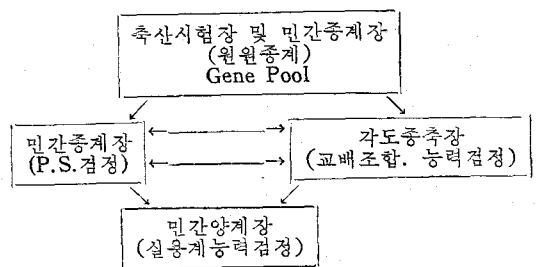 축산시험장 및 민간종계장
(원원종계)
Gene Pool
민간종계장
(P.S.검정)
각도종축장
(교배조합. 능력검정)
민간양계장
(실용계능력검정)